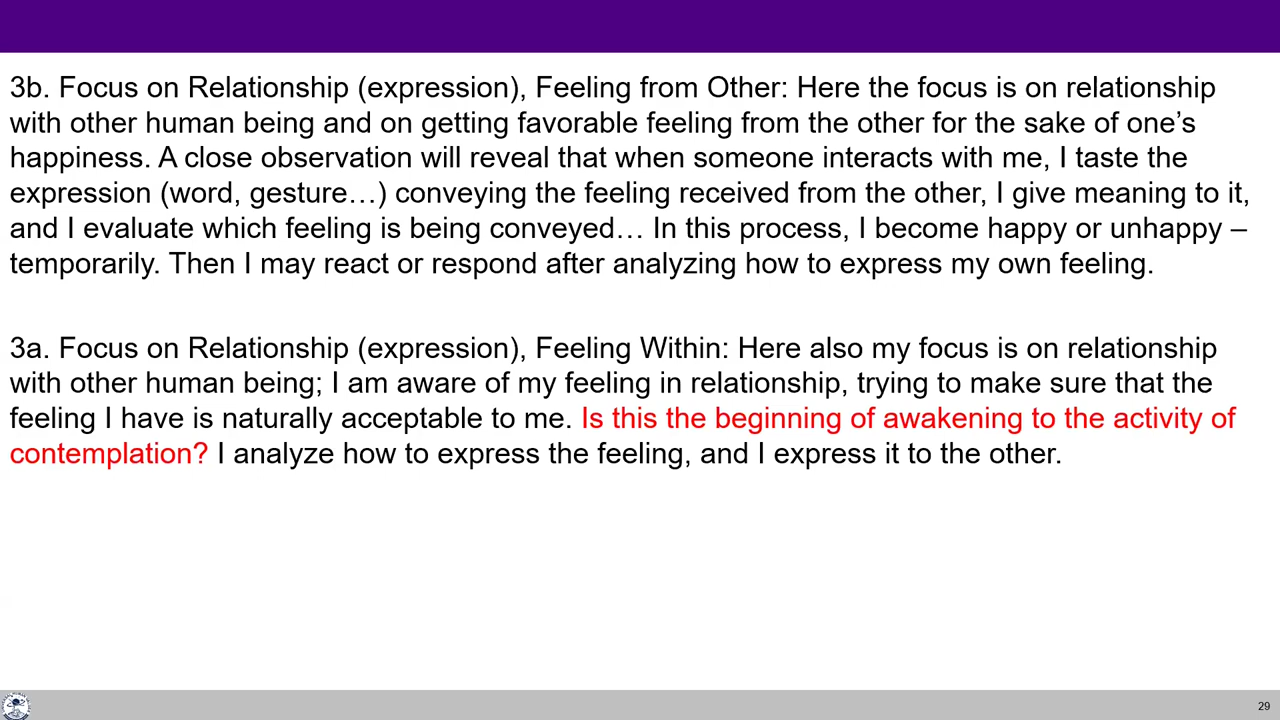 3b. Focus on Relationship (expression), Feeling from Other: Here the focus is on relationship
with other human being and on getting favorable feeling from the other for the sake of one’s
happiness. A close observation will reveal that when someone interacts with me, I taste the
expression (word, gesture…) conveying the feeling received from the other, I give meaning to it,
and I evaluate which feeling is being conveyed… In this process, I become happy or unhappy –
temporarily. Then I may react or respond after analyzing how to express my own feeling.
3a. Focus on Relationship (expression), Feeling Within: Here also my focus is on relationship
with other human being; I am aware of my feeling in relationship, trying to make sure that the
feeling I have is naturally acceptable to me. Is this the beginning of awakening to the activity of
contemplation? I analyze how to express the feeling, and I express it to the other.
29